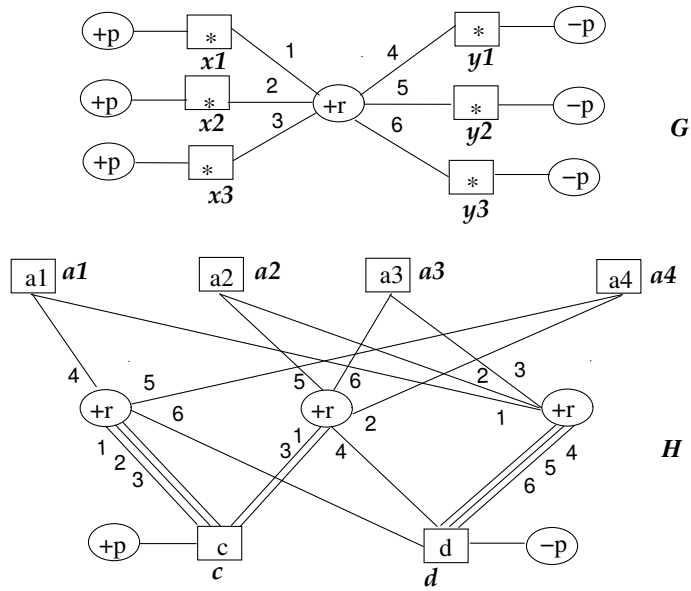 +p * 1 4 * −p
x1 y1
+p * 2 +r 5 * −p
x2 y2
G
+p * 3 6 * −p
x3 y3
a1 a1 a2 a2 a3 a3 a4 a4
4 5 5 6 2 3
+r 6 +r 2 1 +r
1 2 3 3 1 4 6 5 4
H
+p c d −p
c d